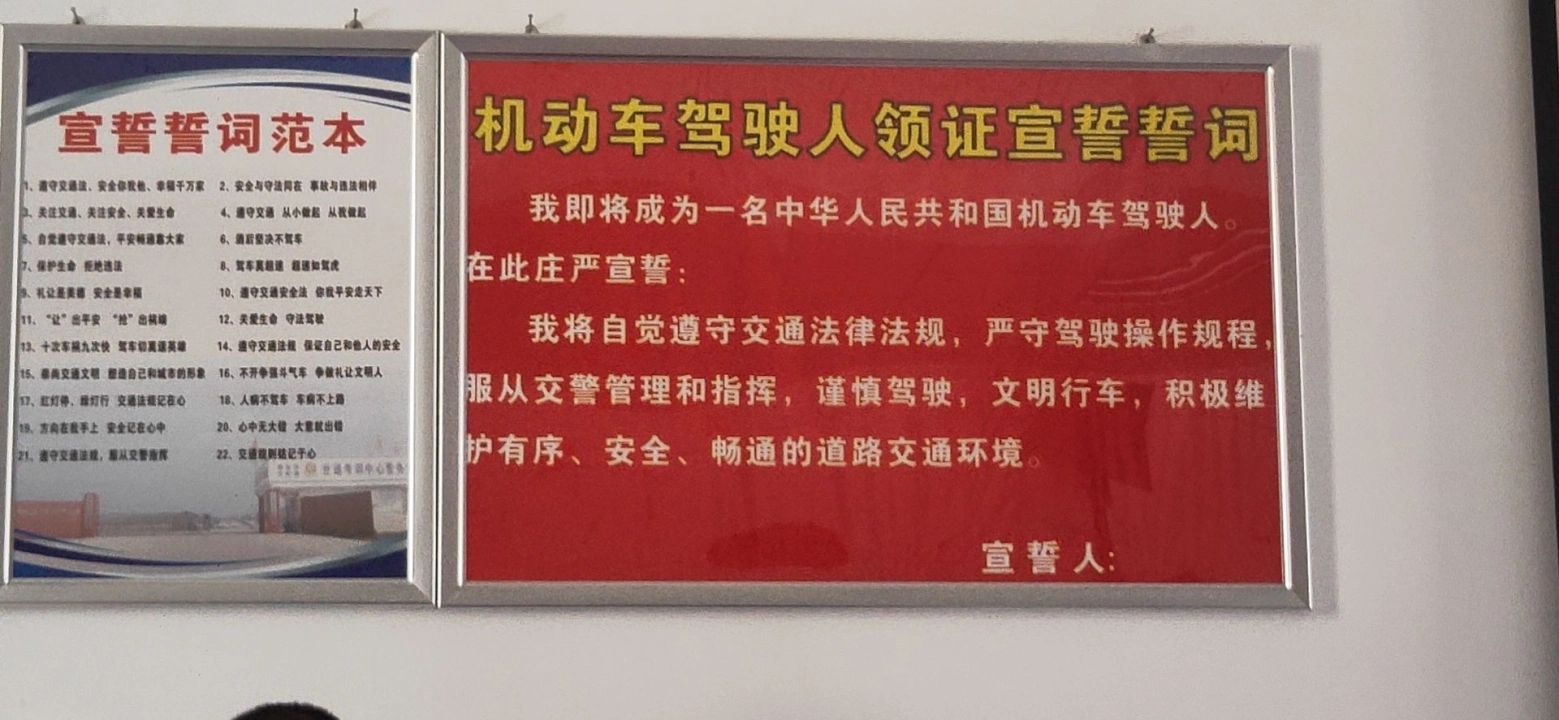 宣誓誓词范本
1、遵守交通法、安全你我他、幸福千万家
2、安全与守法同在 事故与违法相伴
3、关注交通、关注安全、关爱生命
4、遵守交通 从小做起 从我做起
5、自觉遵守交通法，平安畅通靠大家
6、酒后坚决不驾车
7、保护生命 拒绝违法
8、驾车莫超速 超速如驾虎
9、礼让是美德 安全是幸福
10、遵守交通安全法 你我平安走天下
11、“让”出平安 “抢”出祸端
12、关爱生命 守法驾驶
13、十次车祸九次快 驾车切莫逞英雄
14、遵守交通法规 保证自己和他人的安全
15、崇尚交通文明 塑造自己和城市的形象
16、不开争强斗气车 争做礼让文明人
17、红灯停、绿灯行 交通法规记在心
18、人病不驾车 车病不上路
19、方向在我手上 安全记在心中
20、心中无大错 大意就出错
21、遵守交通法规，服从交警指挥
22、交通规则铭记于心
培训中心
机动车驾驶人领证宣誓誓词
我即将成为一名中华人民共和国机动车驾驶人。
在此庄严宣誓：
我将自觉遵守交通法律法规，严守驾驶操作规程，
服从交警管理和指挥，谨慎驾驶，文明行车，积极维
护有序、安全、畅通的道路交通环境。
宣誓人：